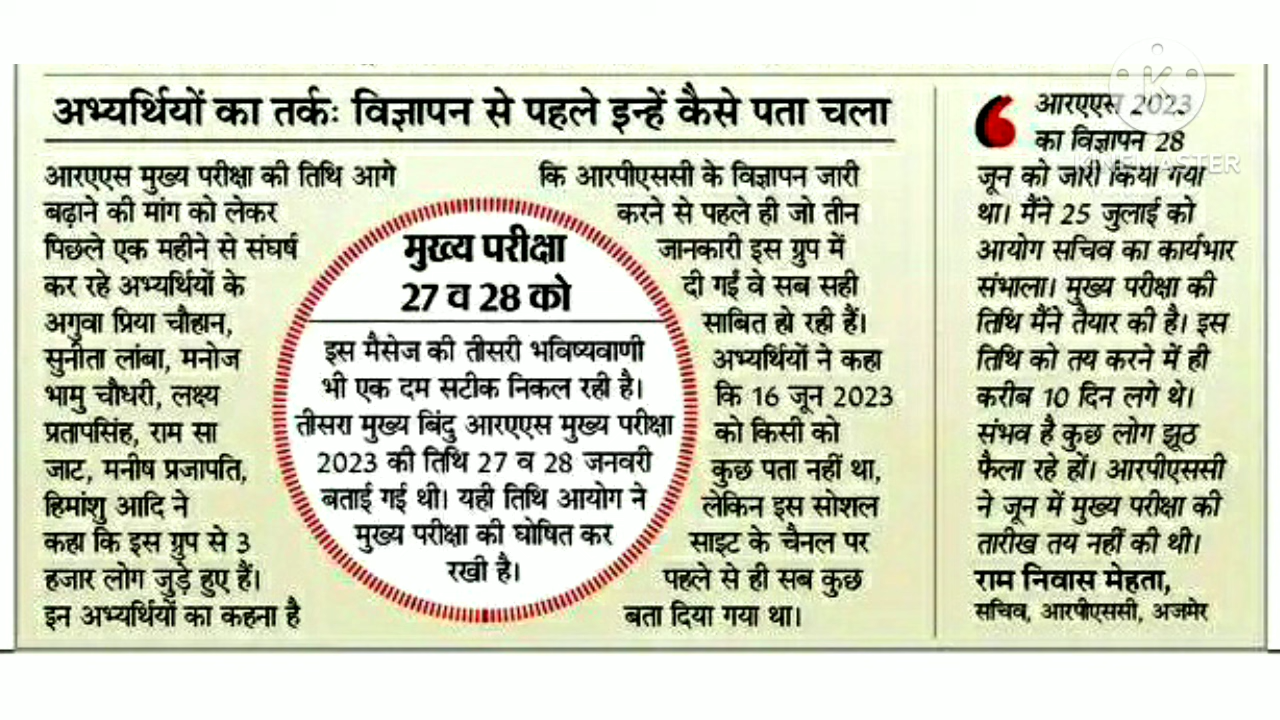 अभ्यर्थियों का तर्कः विज्ञापन से पहले इन्हें कैसे पता चला
आरएएस मुख्य परीक्षा की तिथि आगे
बढ़ाने की मांग को लेकर
पिछले एक महीने से संघर्ष
कर रहे अभ्यर्थियों के
अगुवा प्रिया चौहान,
सुनीता लांबा, मनोज
भामु चौधरी, लक्ष्य
प्रतापसिंह, राम सा
जाट, मनीष प्रजापति,
हिमांशु आदि ने
कहा कि इस ग्रुप से 3
हजार लोग जुड़े हुए हैं।
इन अभ्यर्थियों का कहना है
मुख्य परीक्षा
27 व 28 को
इस मैसेज की तीसरी भविष्यवाणी
भी एक दम सटीक निकल रही है।
तीसरा मुख्य बिंदु आरएएस मुख्य परीक्षा
2023 की तिथि 27 व 28 जनवरी
बताई गई थी। यही तिथि आयोग ने
मुख्य परीक्षा की घोषित कर
रखी है।
कि आरपीएससी के विज्ञापन जारी
करने से पहले ही जो तीन
जानकारी इस ग्रुप में
दी गईं वे सब सही
साबित हो रही हैं।
अभ्यर्थियों ने कहा
कि 16 जून 2023
को किसी को
कुछ पता नहीं था,
लेकिन इस सोशल
साइट के चैनल पर
पहले से ही सब कुछ
बता दिया गया था।
आरएएस 2023
का विज्ञापन 28
जून को जारी किया गया
था। मैंने 25 जुलाई को
आयोग सचिव का कार्यभार
संभाला। मुख्य परीक्षा की
तिथि मैंने तैयार की है। इस
तिथि को तय करने में ही
करीब 10 दिन लगे थे।
संभव है कुछ लोग झूठ
फैला रहे हों। आरपीएससी
ने जून में मुख्य परीक्षा की
तारीख तय नहीं की थी।
राम निवास मेहता,
सचिव, आरपीएससी, अजमेर
KINEMASTER